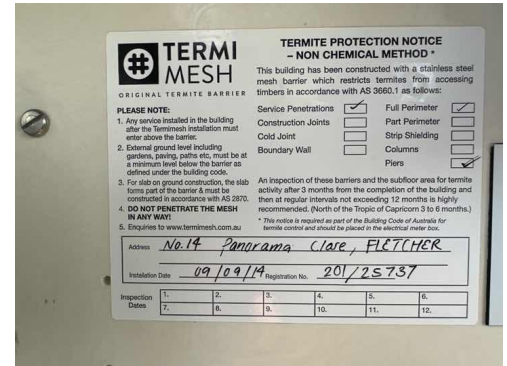 TERMI
MESH
ORIGINAL TERMITE BARRIER
PLEASE NOTE:
1. Any service installed in the building
after the Termimesh installation must
enter above the barrier.
2. External ground level including
gardens, paving, paths etc, must be at
a minimum level below the barrier as
defined under the building code.
3. For slab on ground construction, the slab
forms part of the barrier & must be
constructed in accordance with AS 2870.
4. DO NOT PENETRATE THE MESH
IN ANY WAY!
5. Enquiries to www.termimesh.com.au
TERMITE PROTECTION NOTICE
– NON CHEMICAL METHOD *
This building has been constructed with a stainless steel
mesh barrier which restricts termites from accessing
timbers in accordance with AS 3660.1 as follows:
Service Penetrations
Full Perimeter
Construction Joints
Part Perimeter
Cold Joint
Strip Shielding
Boundary Wall
Columns
Piers
An inspection of these barriers and the subfloor area for termite
activity after 3 months from the completion of the building and
then at regular intervals not exceeding 12 months is highly
recommended. (North of the Tropic of Capricorn 3 to 6 months.)
* This notice is required as part of the Building Code of Australia for
termite control and should be placed in the electrical meter box.
Address No.14 Panorama Clare, FLETCHER
Installation Date 09/09/14 Registration No. 201/25737
Inspection Dates
1. 2. 3. 4. 5. 6.
7. 8. 9. 10. 11. 12.